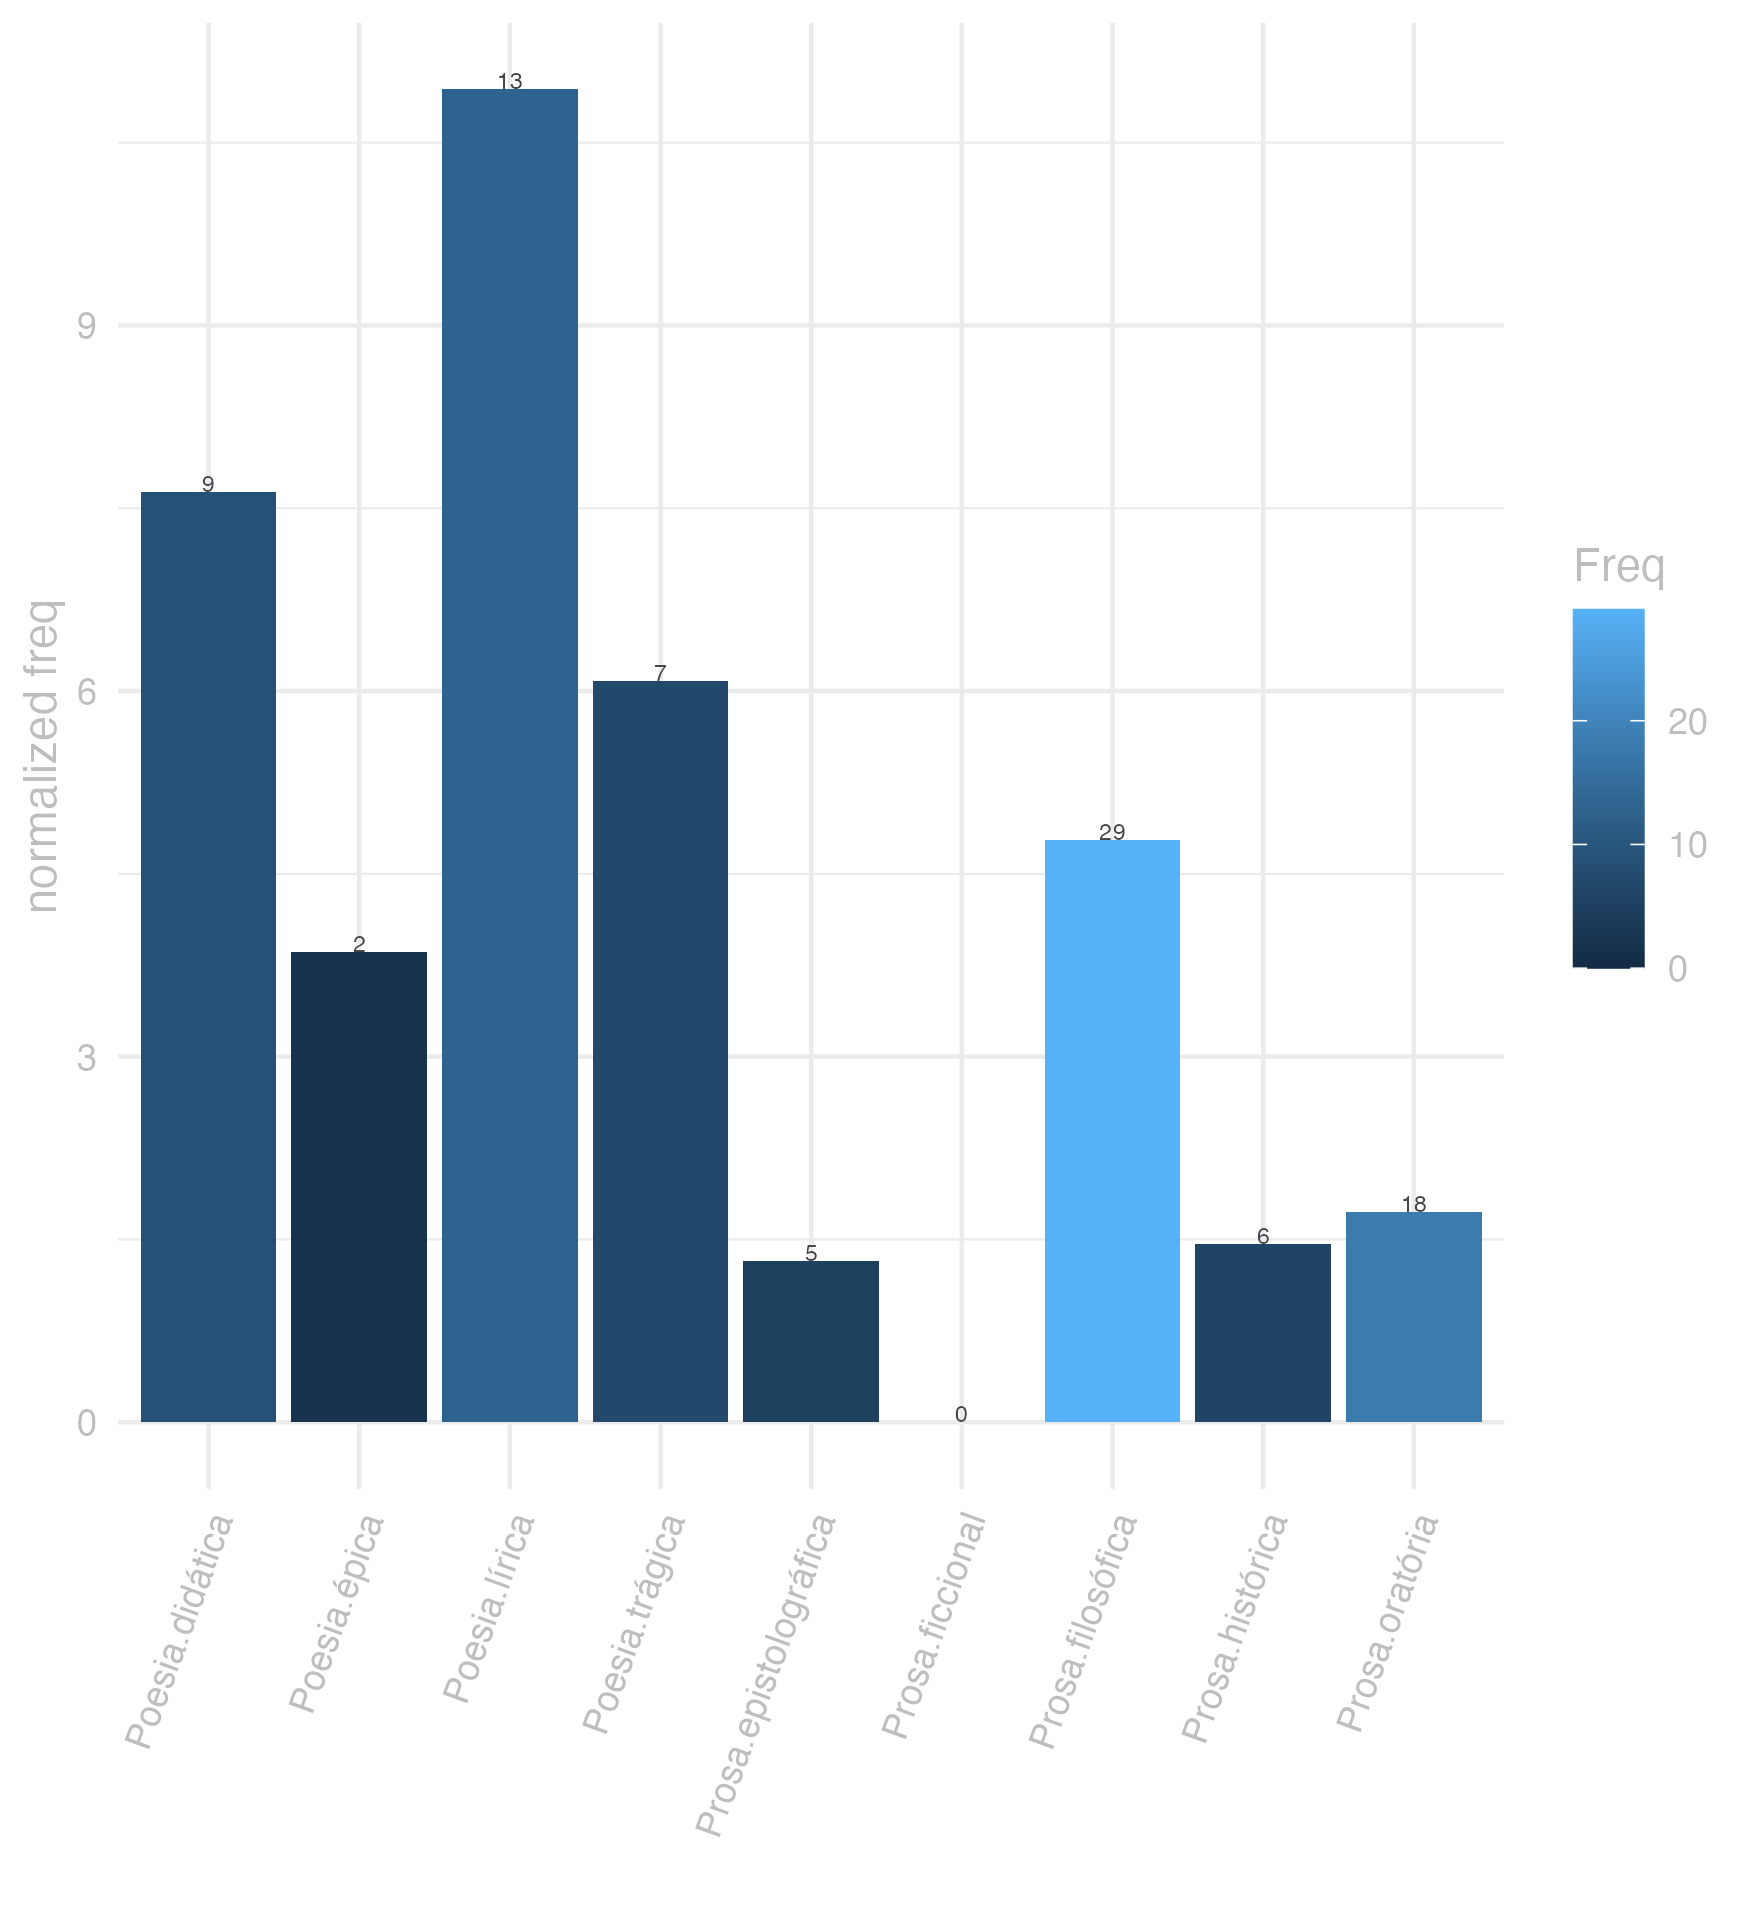 13
9
9
7
6
29
2
3
18
6
5
0
0
normalized freq
Freq
20
10
0
Poesia.didática
Poesia.épica
Poesia.lírica
Poesia.trágica
Prosa.epistolográfica
Prosa.ficcional
Prosa.filosófica
Prosa.histórica
Prosa.oratória